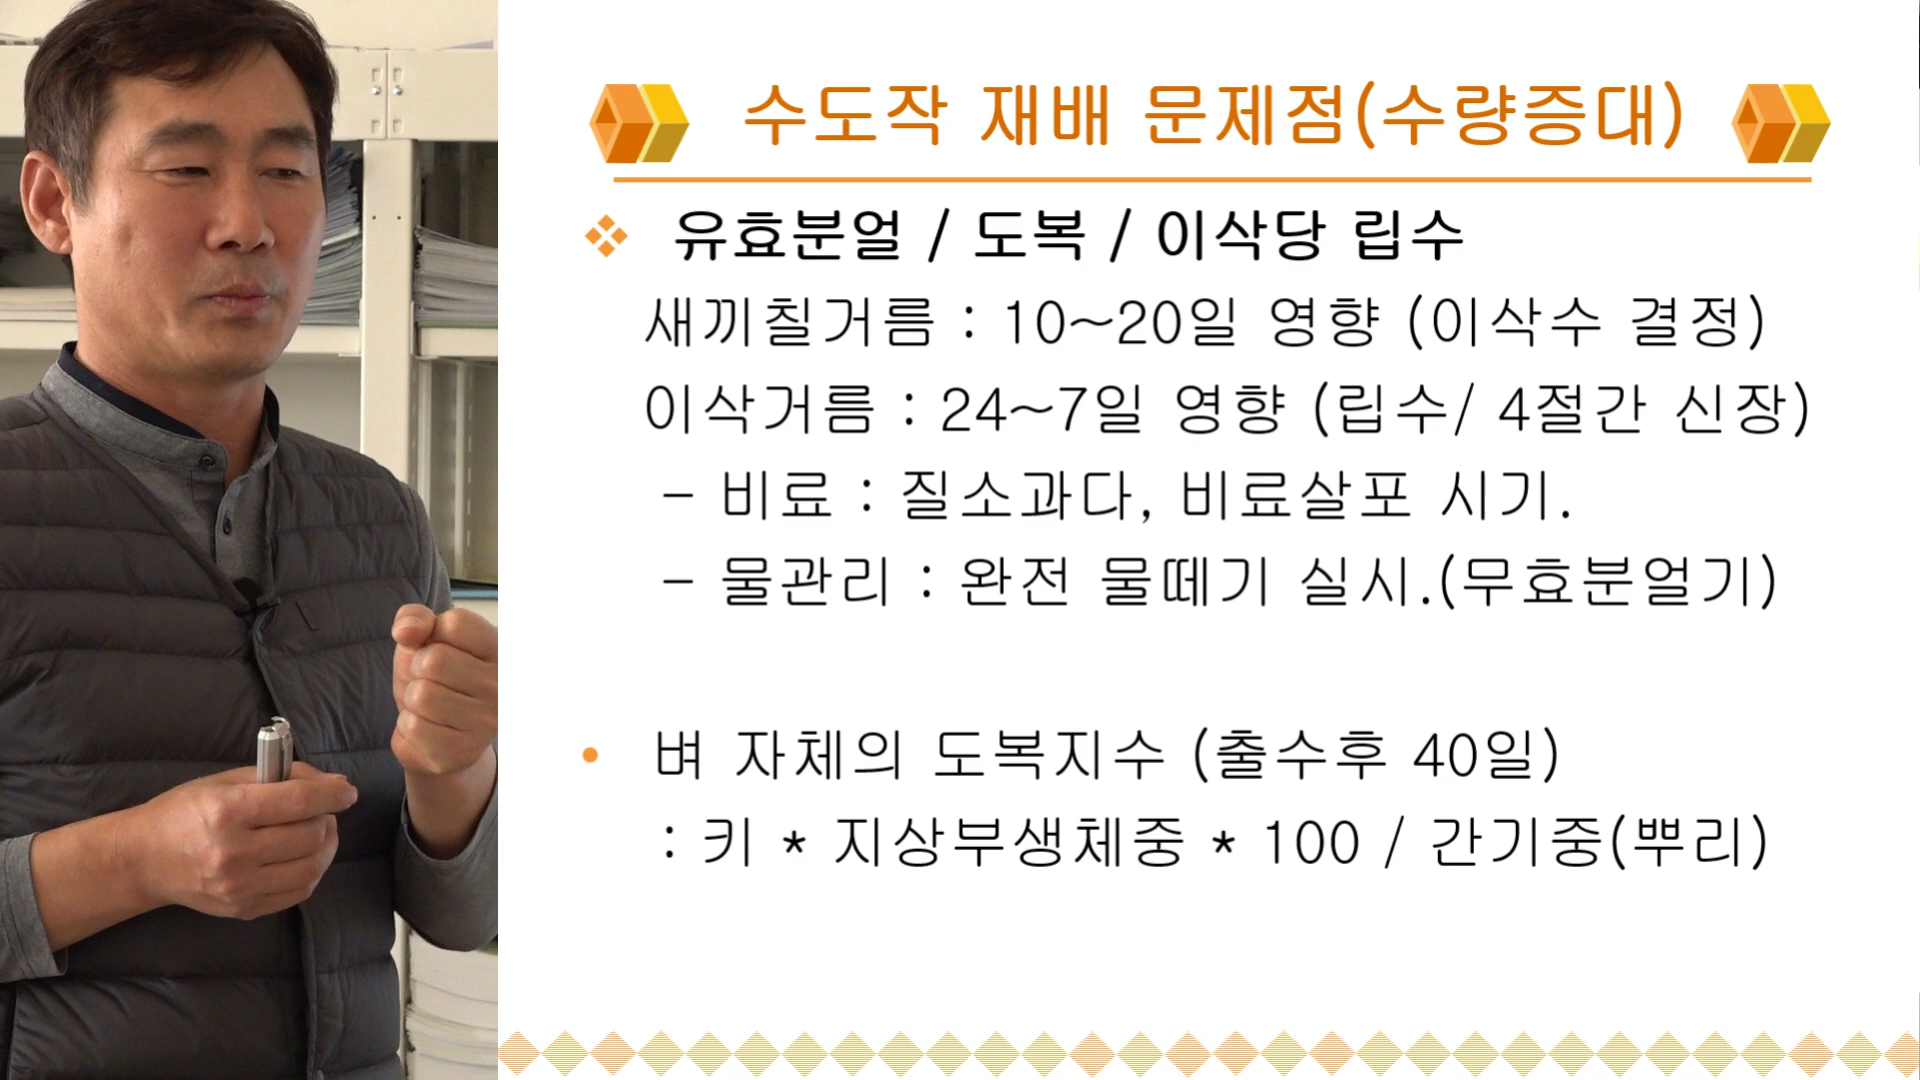 수도작 재배 문제점(수량증대)
유효분얼 / 도복 / 이삭당 립수
새끼칠거름 : 10~20일 영향 (이삭수 결정)
이삭거름 : 24~7일 영향 (립수/ 4절간 신장)
- 비료 : 질소과다, 비료살포 시기.
- 물관리 : 완전 물떼기 실시.(무효분얼기)
• 벼 자체의 도복지수 (출수후 40일)
: 키 * 지상부생체중 * 100 / 간기중(뿌리)